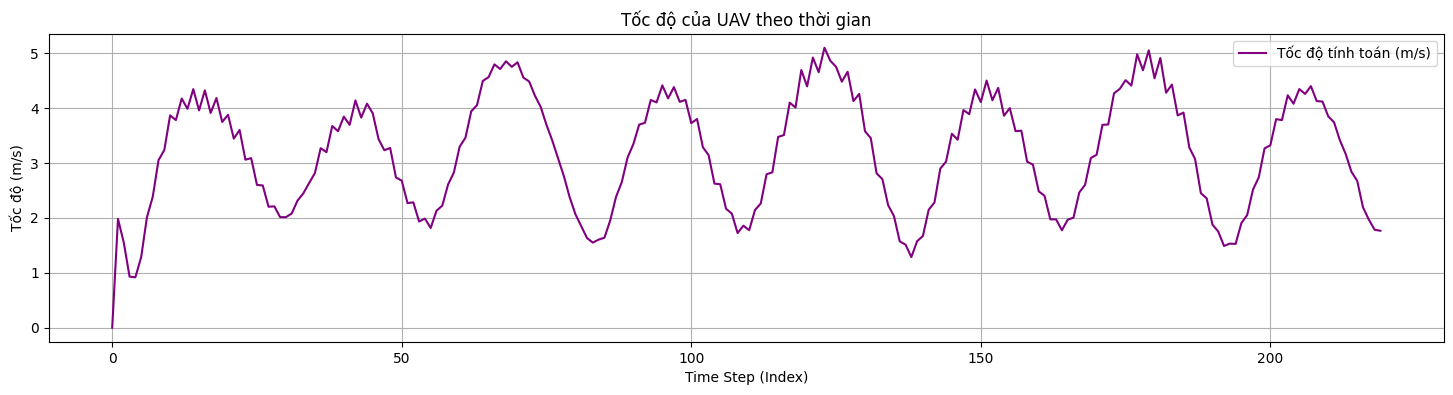 Tốc độ của UAV theo thời gian
Tốc độ tính toán (m/s)
Tốc độ (m/s)
5
4
3
2
1
0
0 50 100 150 200
Time Step (Index)